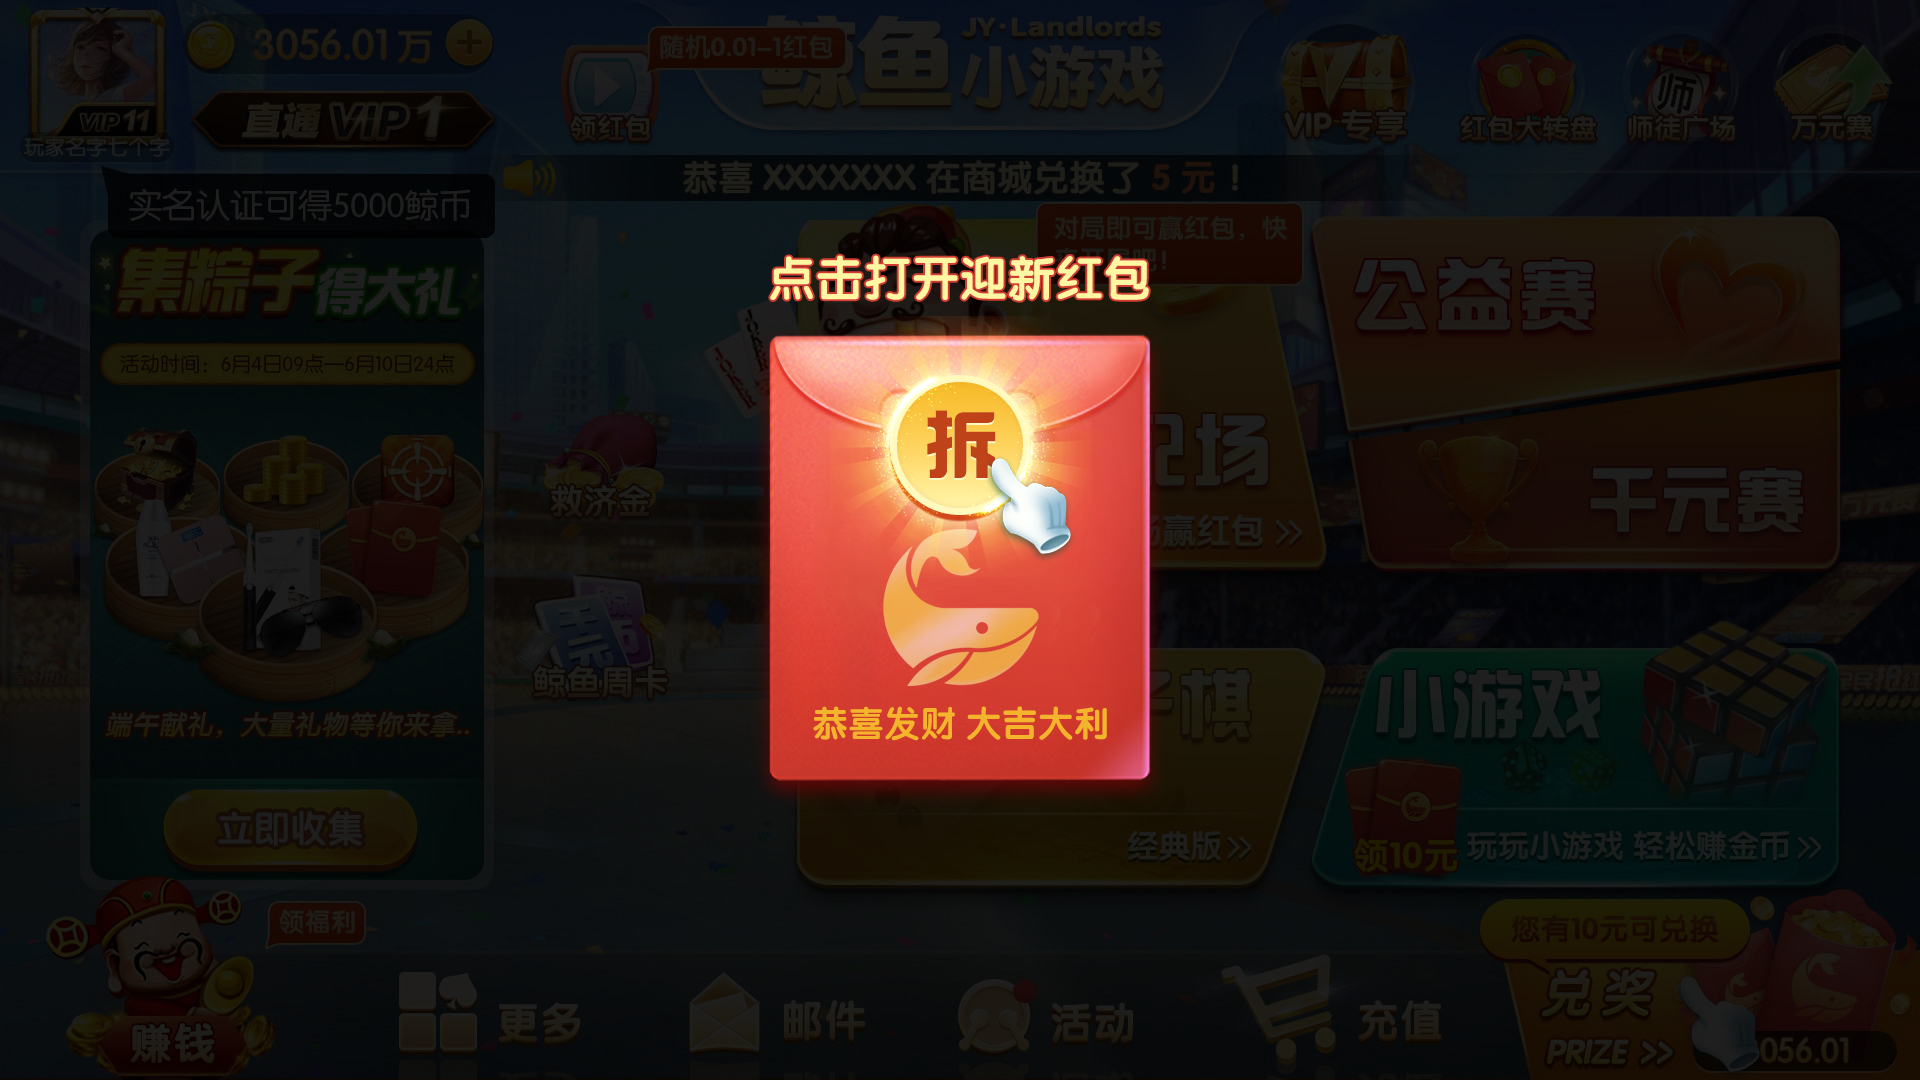 3056.01万
随机0.01-1红包
鲸鱼
小游戏
JY·Landlords
VIP 11
玩家名字七个字
直通VIP 1
领红包
VIP 专享
红包大转盘
师
师徒广场
万元赛
恭喜 XXXXXXX 在商城兑换了 5 元 !
实名认证可得5000鲸币
集粽子得大礼
活动时间：6月4日09点—6月10日24点
端午献礼，大量礼物等你来拿..
立即收集
救济金
鲸鱼周卡
对局即可赢红包，快
点击打开迎新红包
JOKER
JOKER
拆
恭喜发财 大吉大利
场
赢红包 >>
公益赛
千元赛
棋
经典版>>
小游戏
领10元
玩玩小游戏 轻松赚金币>>
领福利
赚钱
更多
邮件
活动
充值
您有10元可兑换
兑奖
PRIZE >>
056.01